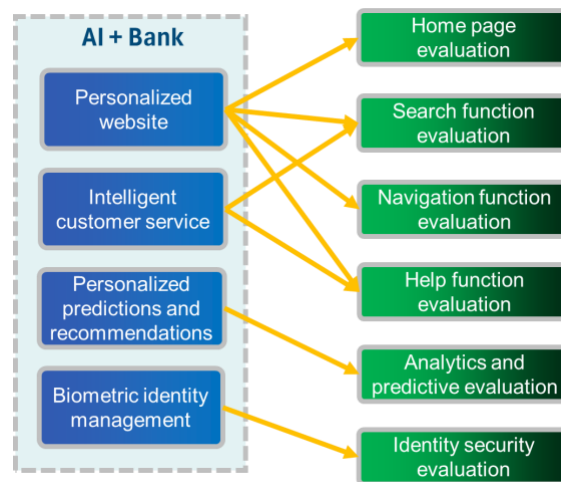 AI + Bank
Personalized
website
Intelligent
customer service
Personalized
predictions and
recommendations
Biometric identity
management
Home page
evaluation
Search function
evaluation
Navigation function
evaluation
Help function
evaluation
Analytics and
predictive evaluation
Identity security
evaluation